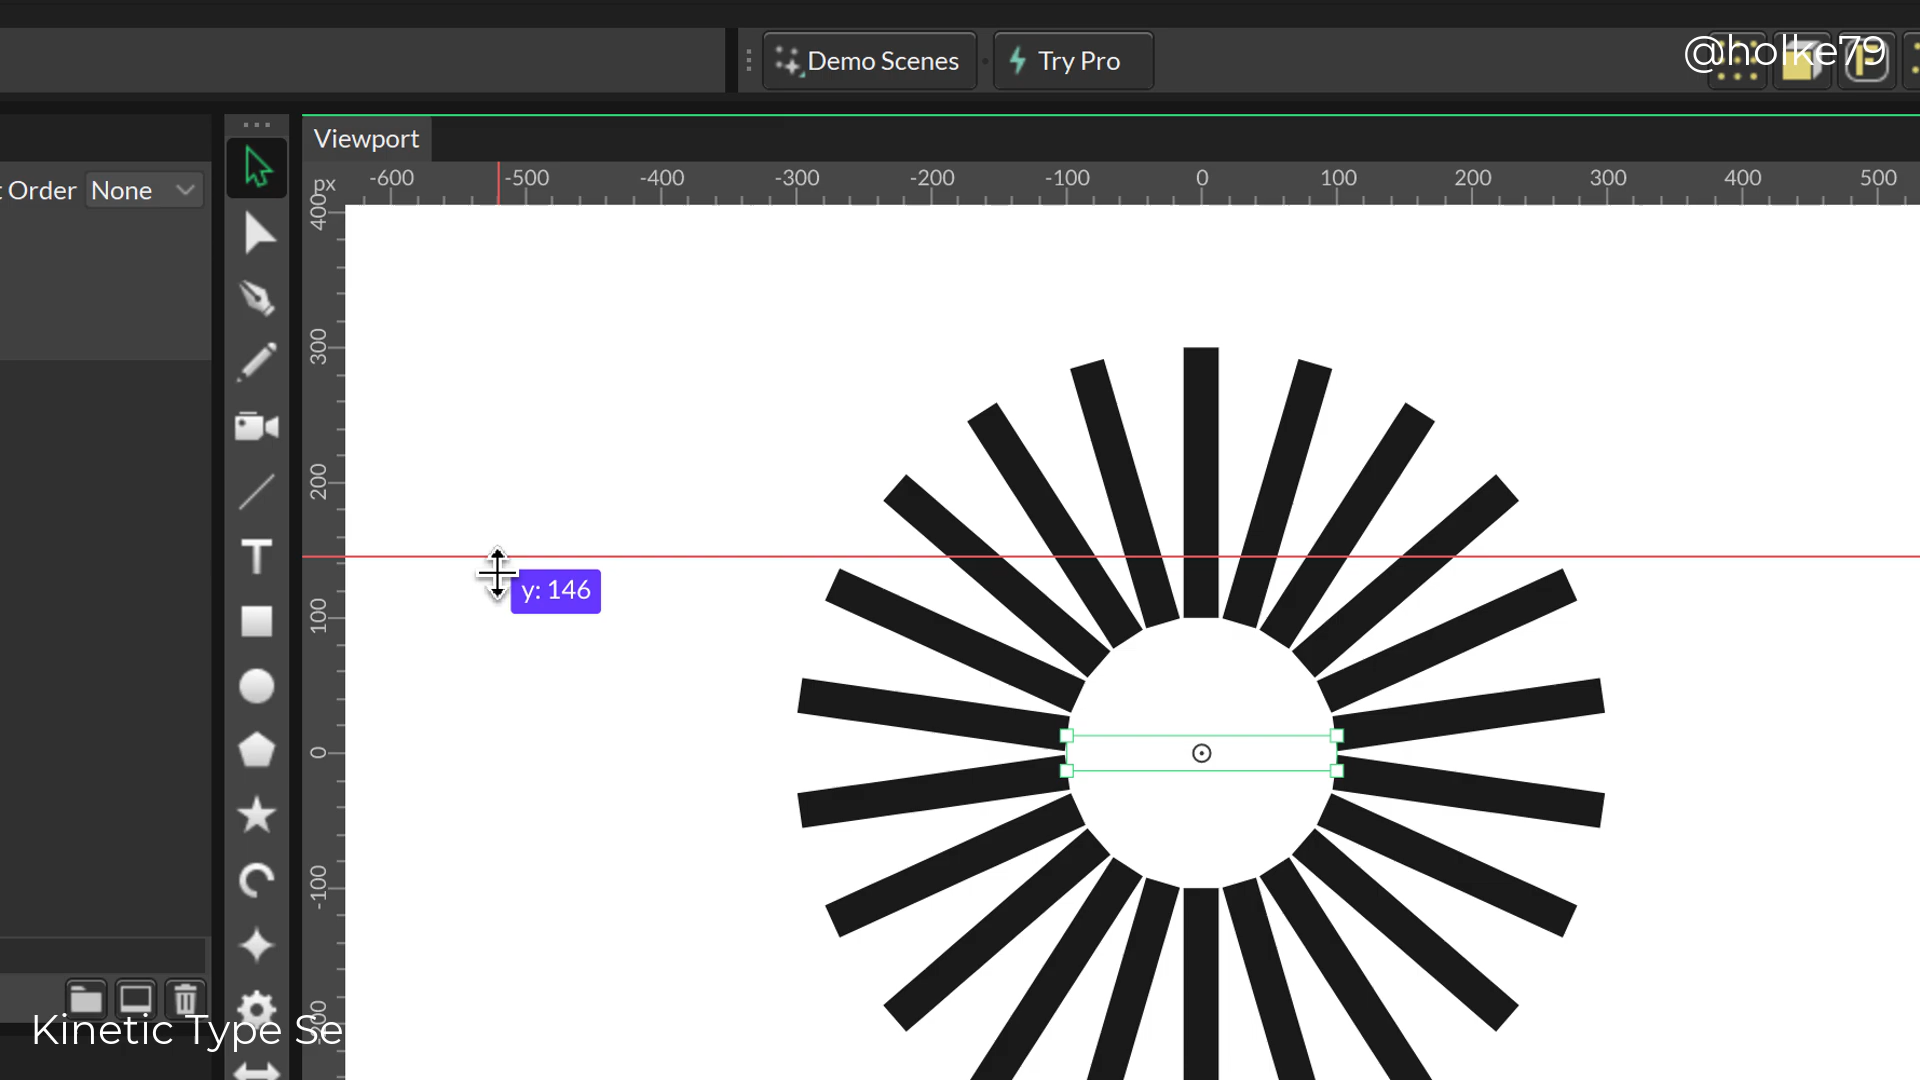 @holke79
Demo Scenes
Try Pro
Viewport
Order None
px -600 -500 -400 -300 -200 -100 0 100 200 300 400 500
400
300
200
100
0
-100
y: 146
Kinetic Type Se